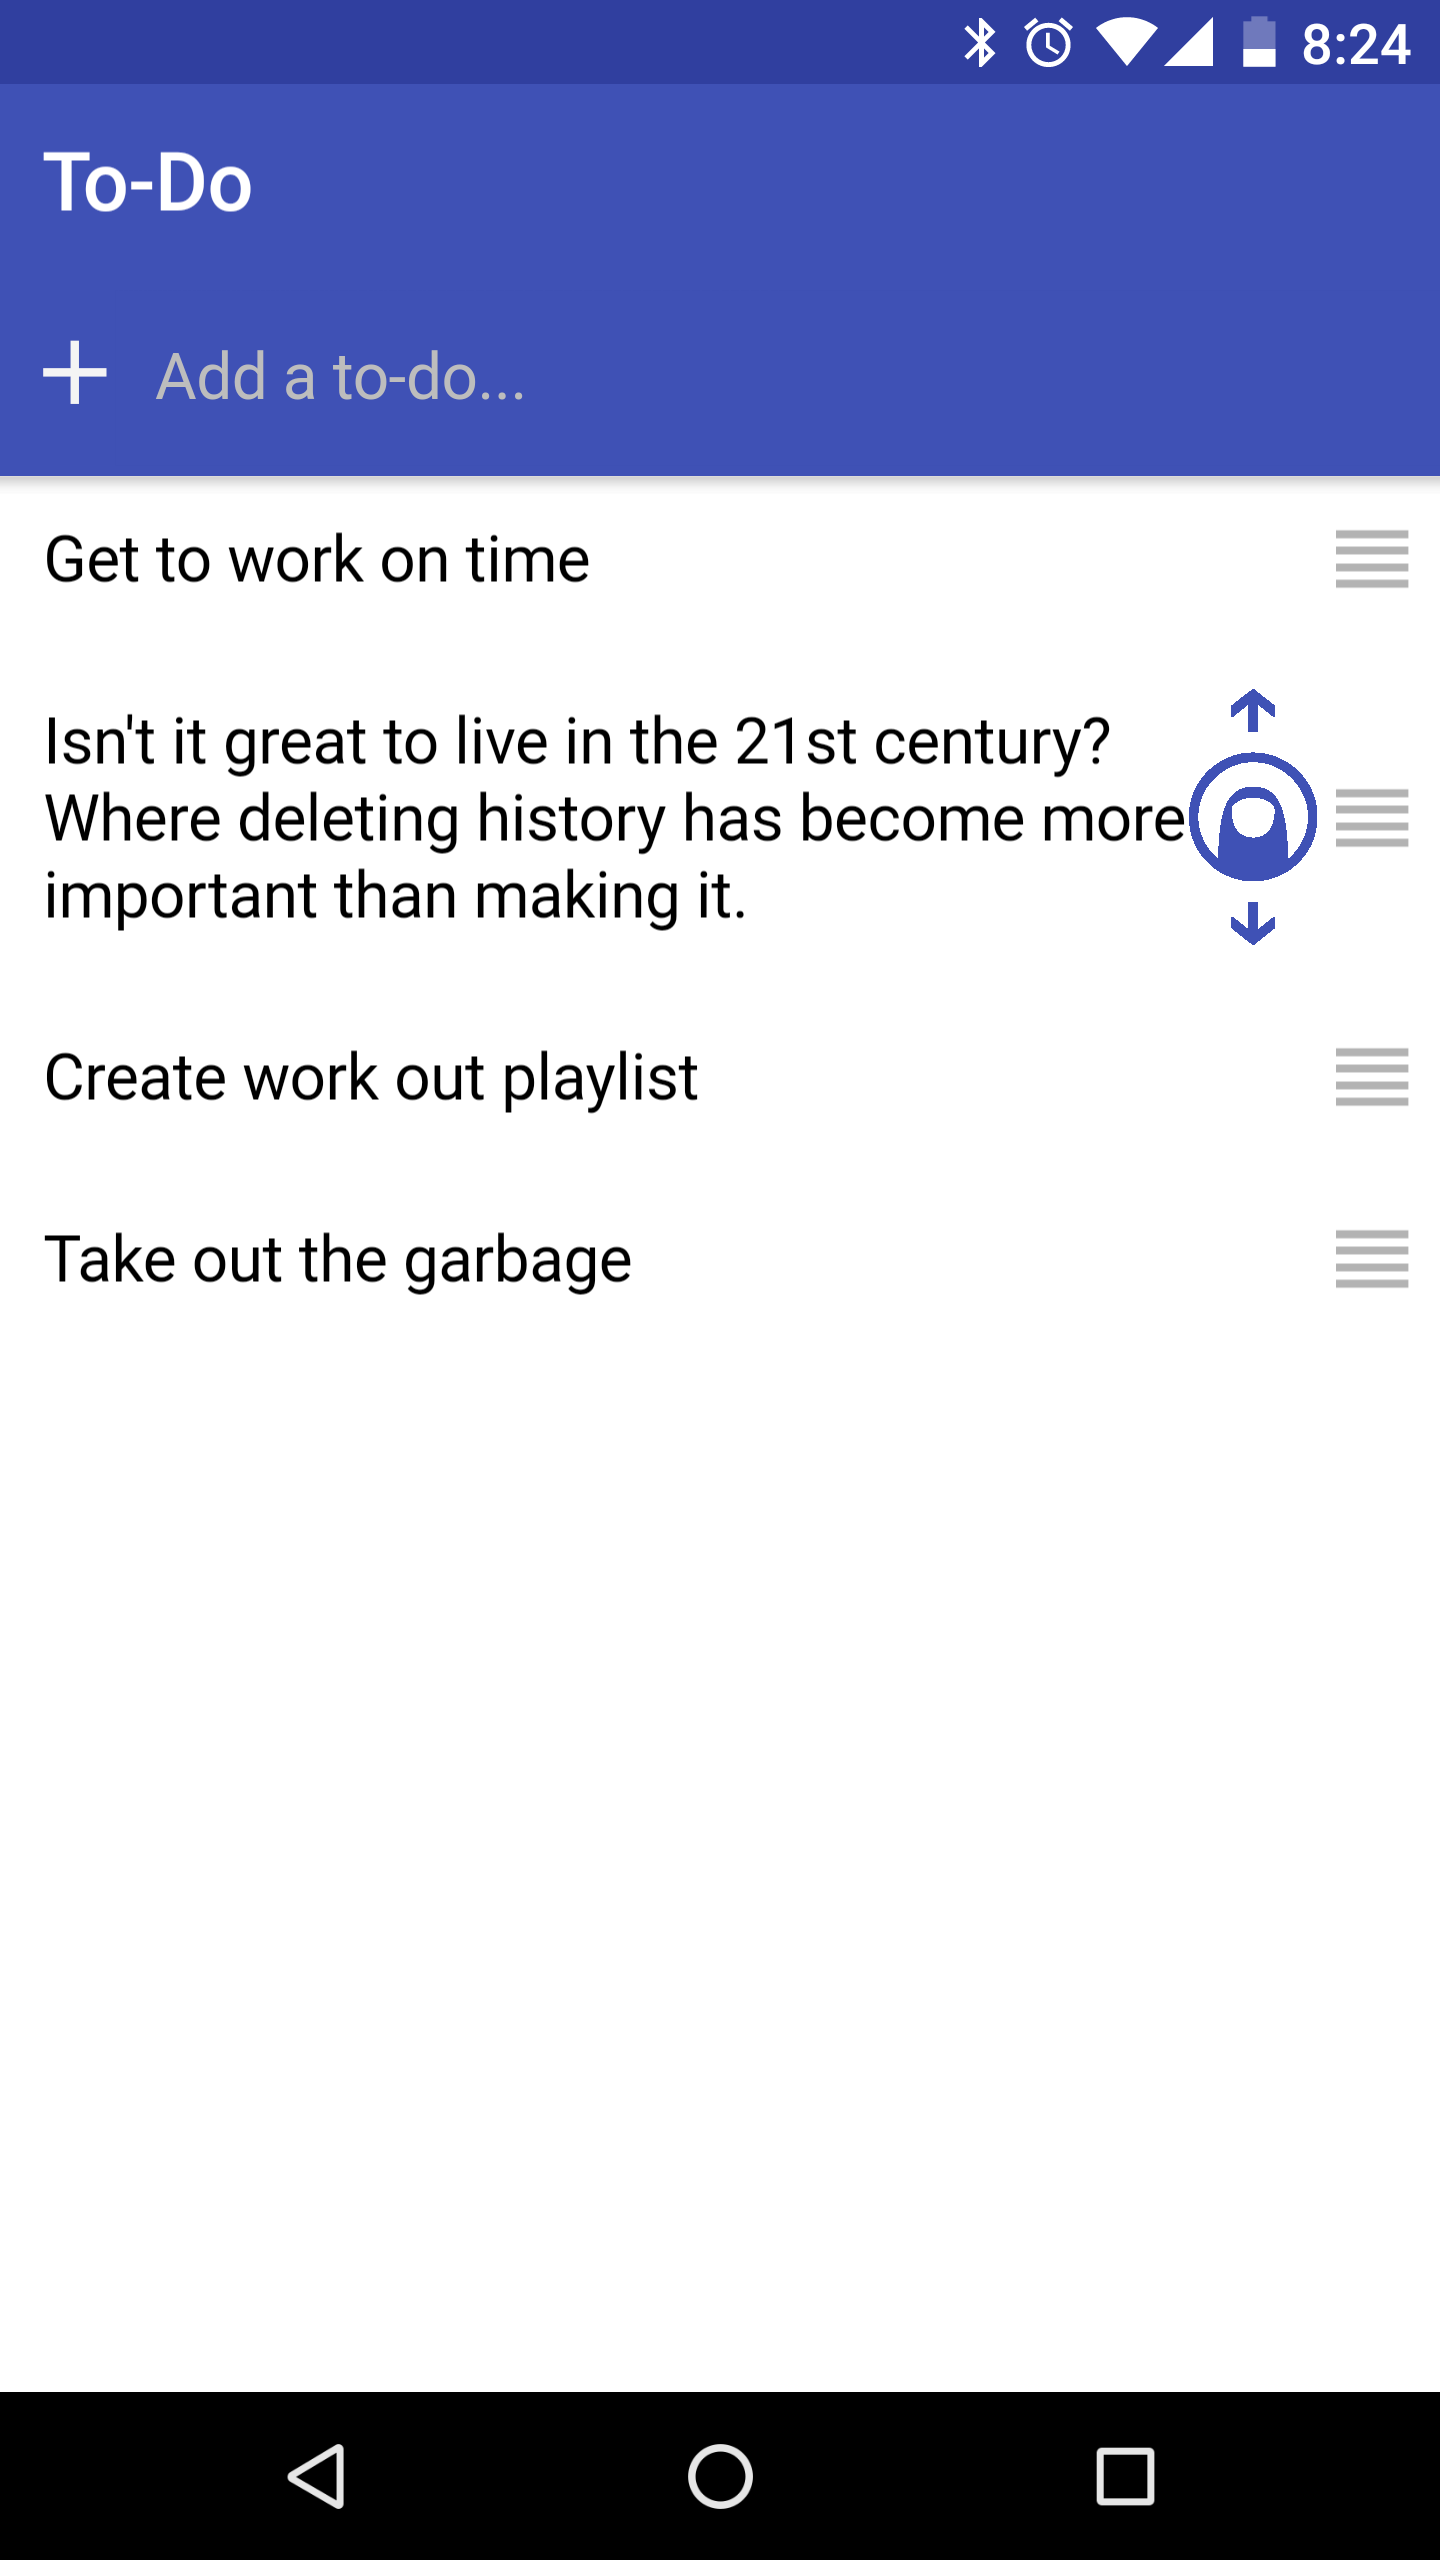 8:24
To-Do
Add a to-do...
Get to work on time
Isn't it great to live in the 21st century?
Where deleting history has become more
important than making it.
Create work out playlist
Take out the garbage